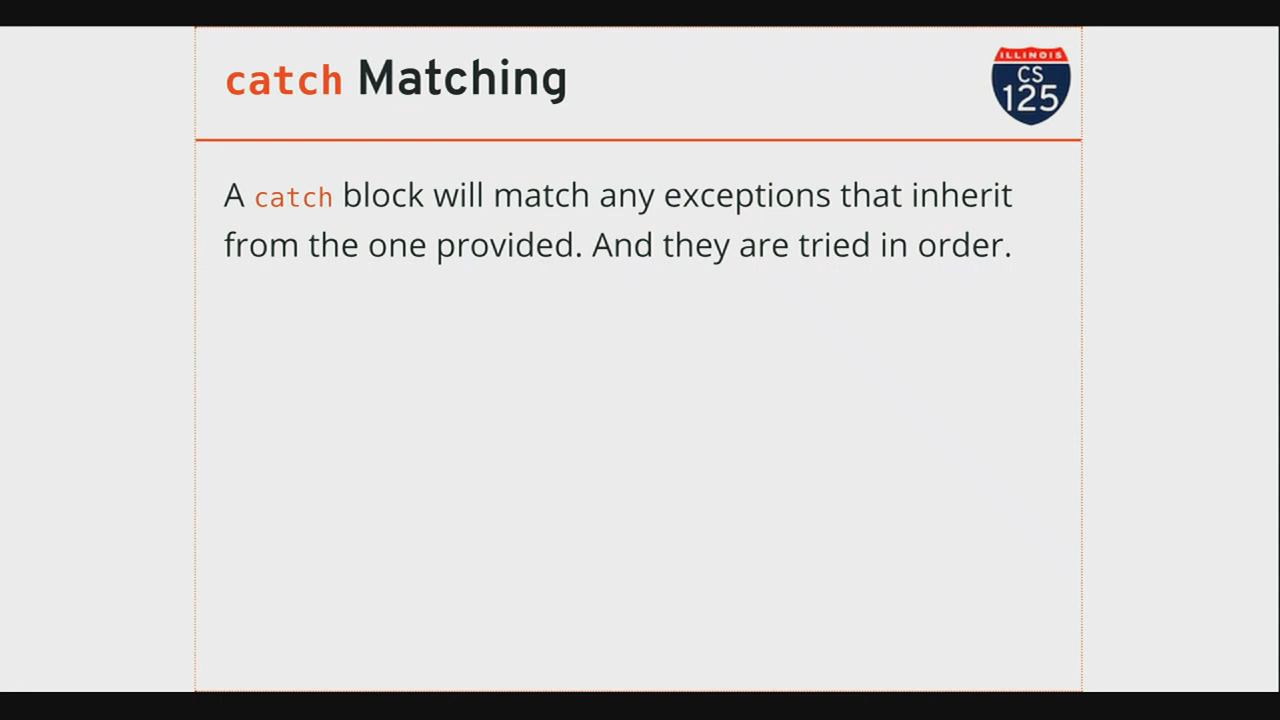 catch Matching
ILLINOIS
CS
125
A catch block will match any exceptions that inherit
from the one provided. And they are tried in order.